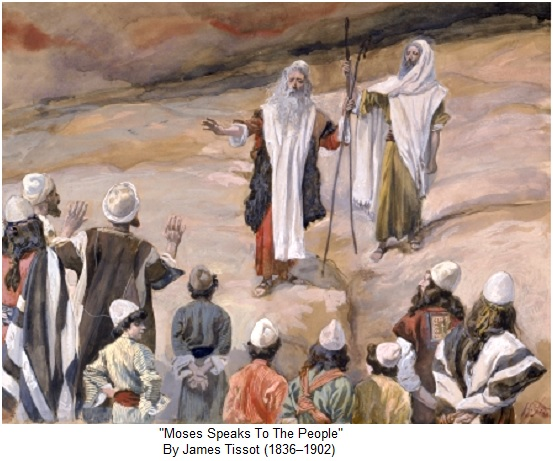 "Moses Speaks To The People"
By James Tissot (1836–1902)